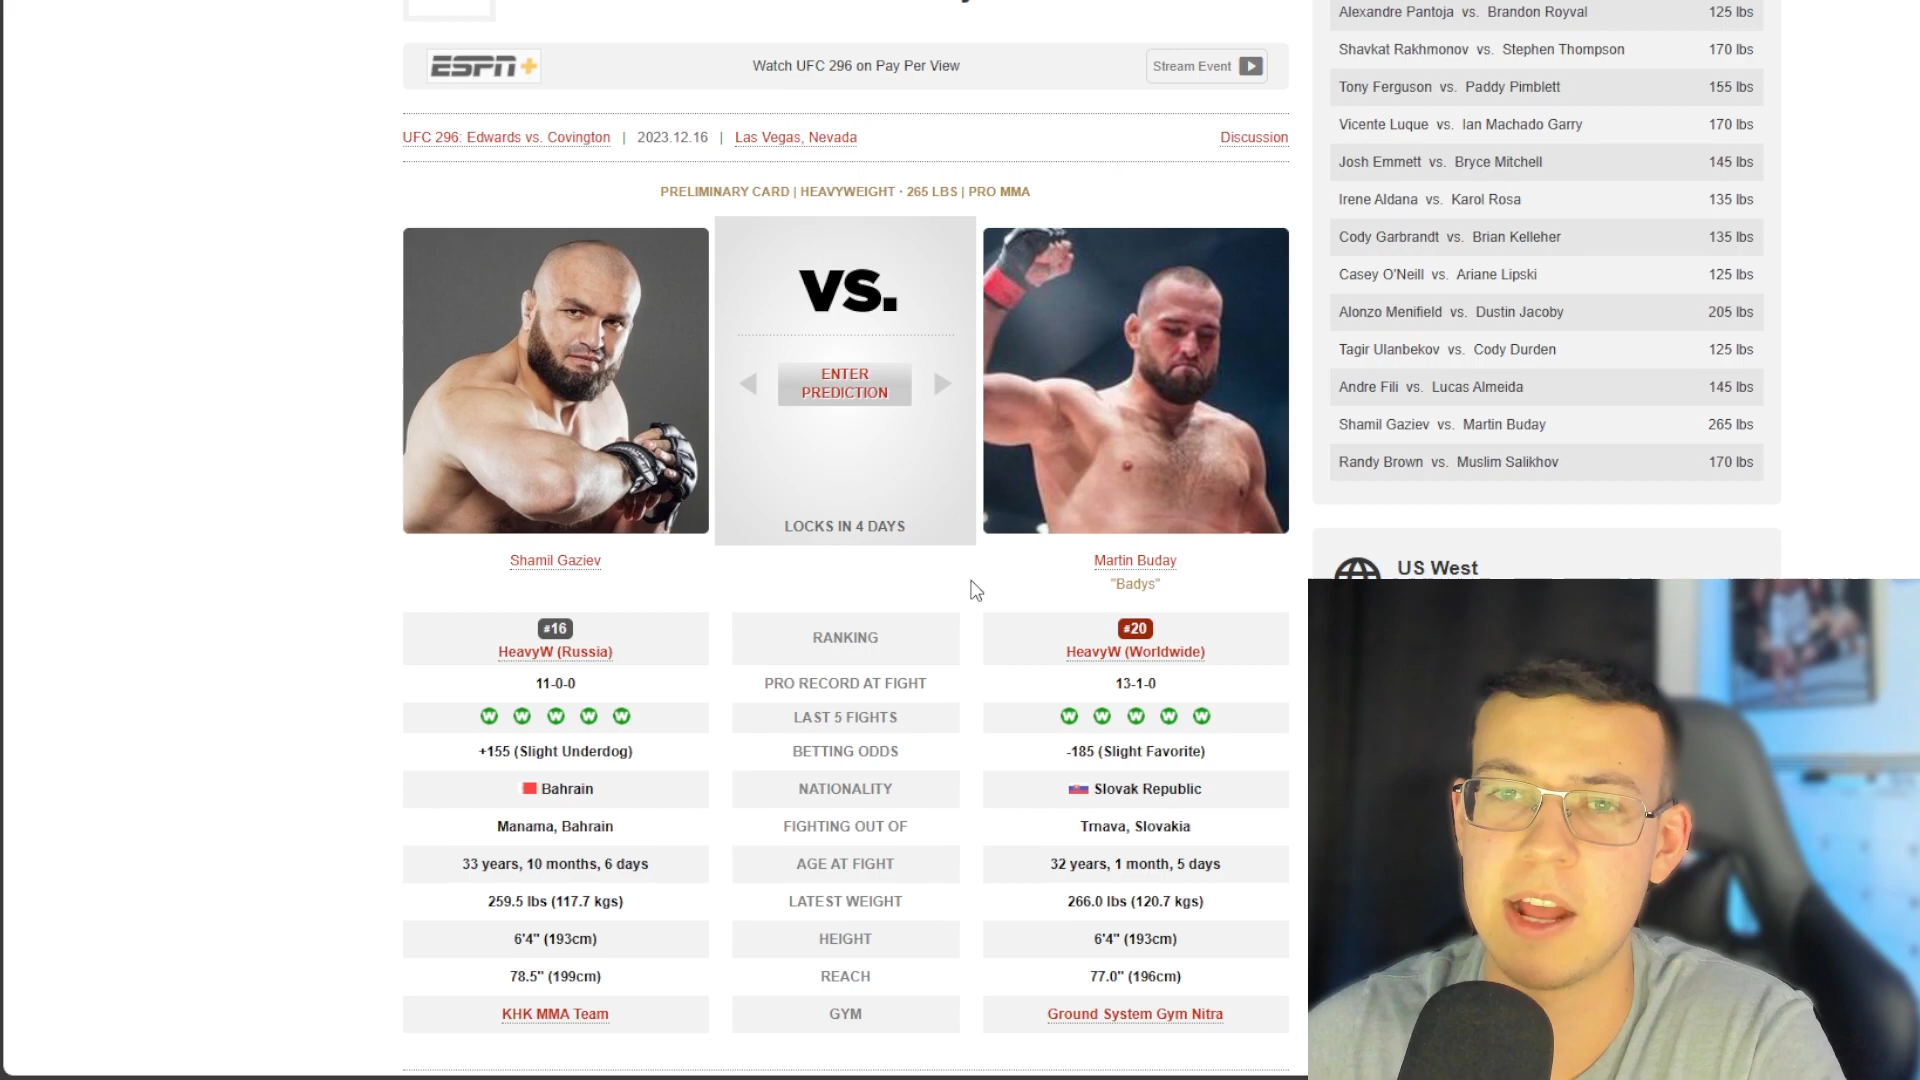 ESPN+
Watch UFC 296 on Pay Per View
Stream Event
UFC 296: Edwards vs. Covington | 2023.12.16 | Las Vegas, Nevada
Discussion
PRELIMINARY CARD | HEAVYWEIGHT · 265 LBS | PRO MMA
VS.
ENTER
PREDICTION
LOCKS IN 4 DAYS
Shamil Gaziev
Martin Buday
"Badys"
#16
HeavyW (Russia)
RANKING
#20
HeavyW (Worldwide)
11-0-0 PRO RECORD AT FIGHT 13-1-0
W W W W W LAST 5 FIGHTS W W W W W
+155 (Slight Underdog) BETTING ODDS -185 (Slight Favorite)
Bahrain NATIONALITY Slovak Republic
Manama, Bahrain FIGHTING OUT OF Trnava, Slovakia
33 years, 10 months, 6 days AGE AT FIGHT 32 years, 1 month, 5 days
259.5 lbs (117.7 kgs) LATEST WEIGHT 266.0 lbs (120.7 kgs)
6'4" (193cm) HEIGHT 6'4" (193cm)
78.5" (199cm) REACH 77.0" (196cm)
KHK MMA Team GYM Ground System Gym Nitra
Alexandre Pantoja vs. Brandon Royval 125 lbs
Shavkat Rakhmonov vs. Stephen Thompson 170 lbs
Tony Ferguson vs. Paddy Pimblett 155 lbs
Vicente Luque vs. Ian Machado Garry 170 lbs
Josh Emmett vs. Bryce Mitchell 145 lbs
Irene Aldana vs. Karol Rosa 135 lbs
Cody Garbrandt vs. Brian Kelleher 135 lbs
Casey O'Neill vs. Ariane Lipski 125 lbs
Alonzo Menifield vs. Dustin Jacoby 205 lbs
Tagir Ulanbekov vs. Cody Durden 125 lbs
Andre Fili vs. Lucas Almeida 145 lbs
Shamil Gaziev vs. Martin Buday 265 lbs
Randy Brown vs. Muslim Salikhov 170 lbs
US West